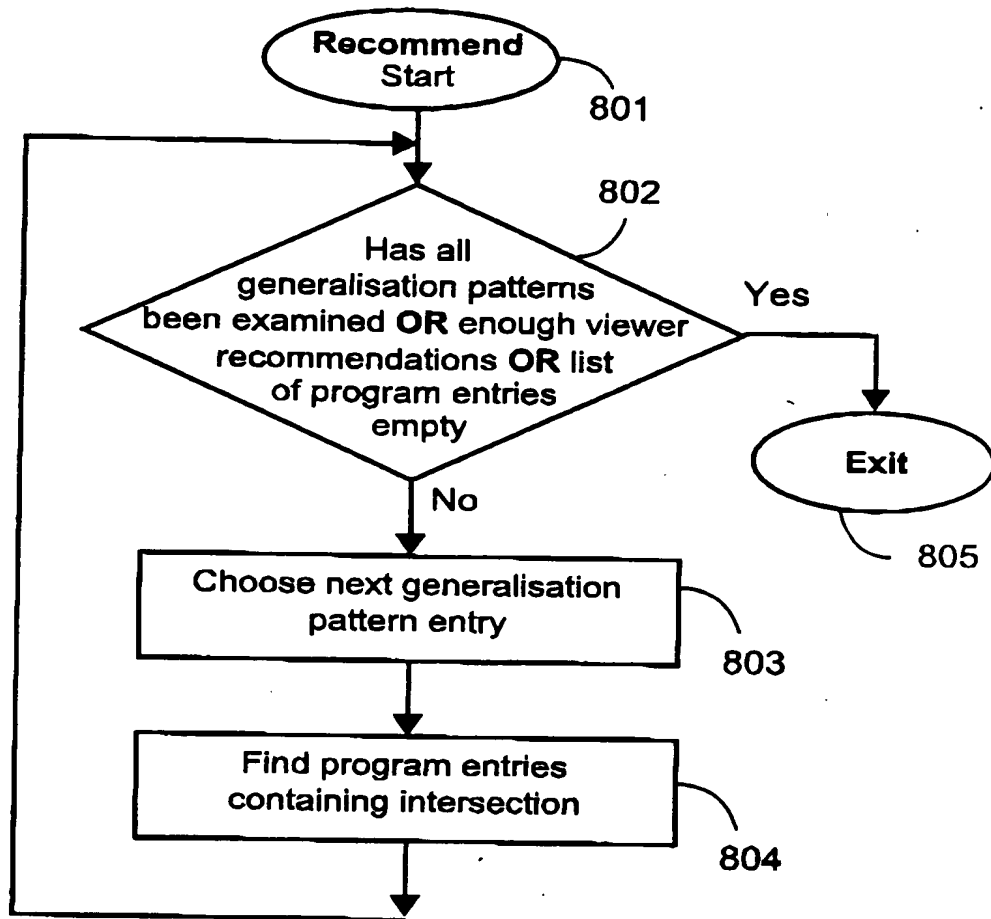 Recommend
Start
801
802
Has all
generalisation patterns
been examined OR enough viewer
recommendations OR list
of program entries
empty
Yes
Exit
805
No
Choose next generalisation
pattern entry
803
Find program entries
containing intersection
804